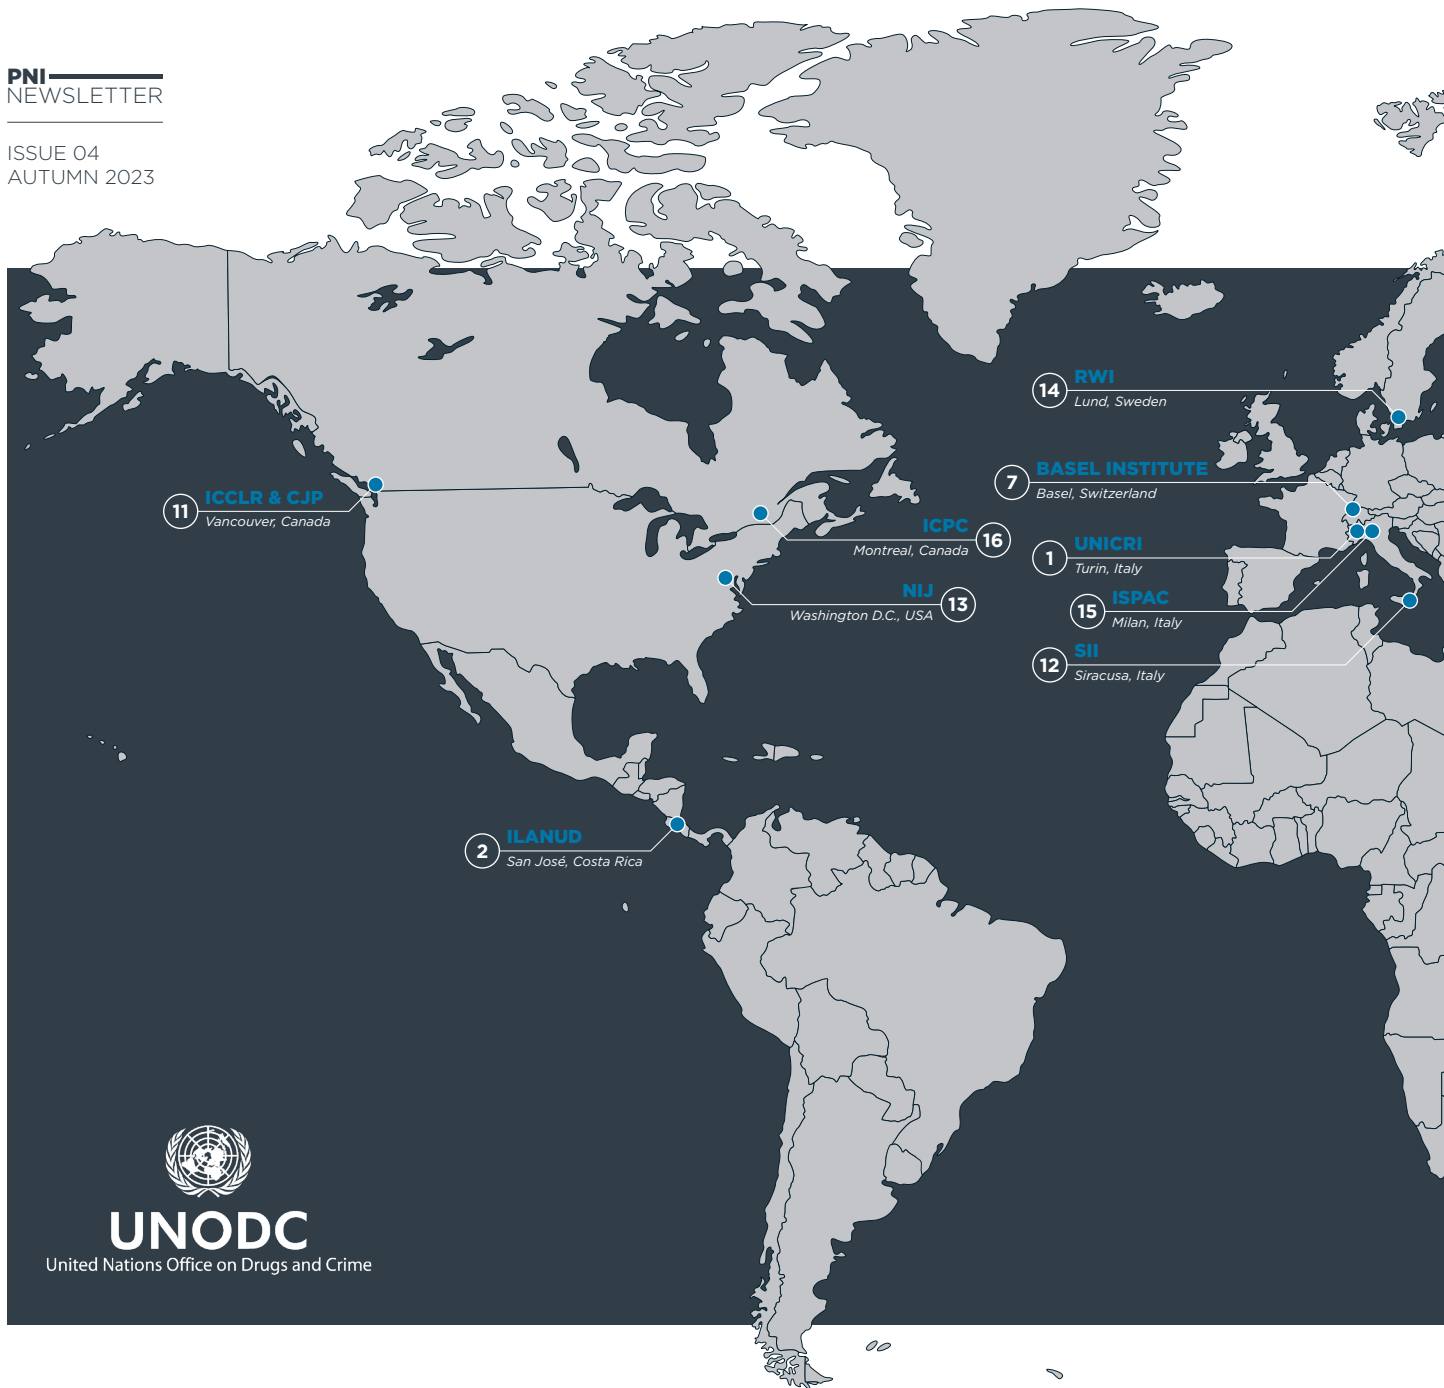 PNI
NEWSLETTER
ISSUE 04
AUTUMN 2023
14
RWI
Lund, Sweden
7
BASEL INSTITUTE
Basel, Switzerland
11
ICCLR & CJP
Vancouver, Canada
ICPC
Montreal, Canada
16
1
UNICRI
Turin, Italy
NIJ
Washington D.C., USA
13
15
ISPAC
Milan, Italy
12
SII
Siracusa, Italy
2
ILANUD
San José, Costa Rica
UNODC
United Nations Office on Drugs and Crime